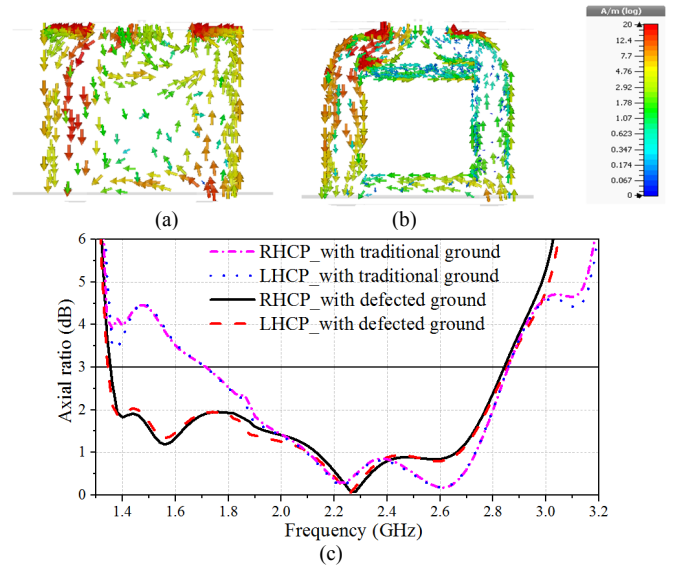 A/m (log)
20
12.4
7.7
4.76
2.92
1.78
1.07
0.623
0.347
0.174
0.067
0
(a)
(b)
RHCP_with traditional ground
LHCP_with traditional ground
RHCP_with defected ground
LHCP_with defected ground
Axial ratio (dB)
6
5
4
3
2
1
0
1.4 1.6 1.8 2.0 2.2 2.4 2.6 2.8 3.0 3.2
Frequency (GHz)
(c)